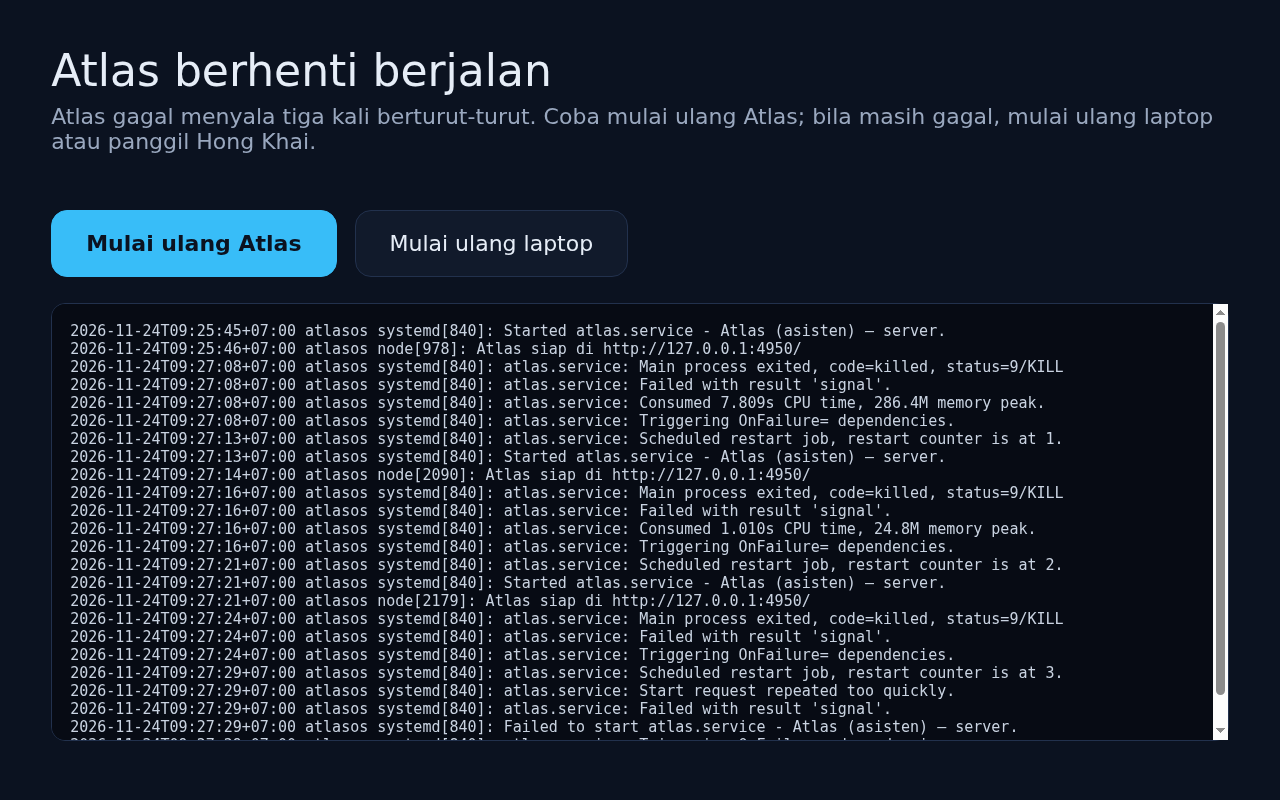 Atlas berhenti berjalan
Atlas gagal menyala tiga kali berturut-turut. Coba mulai ulang Atlas; bila masih gagal, mulai ulang laptop
atau panggil Hong Khai.
Mulai ulang Atlas
Mulai ulang laptop
2026-11-24T09:25:45+07:00 atlasos systemd[840]: Started atlas.service - Atlas (asisten) — server.
2026-11-24T09:25:46+07:00 atlasos node[978]: Atlas siap di http://127.0.0.1:4950/
2026-11-24T09:27:08+07:00 atlasos systemd[840]: atlas.service: Main process exited, code=killed, status=9/KILL
2026-11-24T09:27:08+07:00 atlasos systemd[840]: atlas.service: Failed with result 'signal'.
2026-11-24T09:27:08+07:00 atlasos systemd[840]: atlas.service: Consumed 7.809s CPU time, 286.4M memory peak.
2026-11-24T09:27:08+07:00 atlasos systemd[840]: atlas.service: Triggering OnFailure= dependencies.
2026-11-24T09:27:13+07:00 atlasos systemd[840]: atlas.service: Scheduled restart job, restart counter is at 1.
2026-11-24T09:27:13+07:00 atlasos systemd[840]: Started atlas.service - Atlas (asisten) — server.
2026-11-24T09:27:14+07:00 atlasos node[2090]: Atlas siap di http://127.0.0.1:4950/
2026-11-24T09:27:16+07:00 atlasos systemd[840]: atlas.service: Main process exited, code=killed, status=9/KILL
2026-11-24T09:27:16+07:00 atlasos systemd[840]: atlas.service: Failed with result 'signal'.
2026-11-24T09:27:16+07:00 atlasos systemd[840]: atlas.service: Consumed 1.010s CPU time, 24.8M memory peak.
2026-11-24T09:27:16+07:00 atlasos systemd[840]: atlas.service: Triggering OnFailure= dependencies.
2026-11-24T09:27:21+07:00 atlasos systemd[840]: atlas.service: Scheduled restart job, restart counter is at 2.
2026-11-24T09:27:21+07:00 atlasos systemd[840]: Started atlas.service - Atlas (asisten) — server.
2026-11-24T09:27:21+07:00 atlasos node[2179]: Atlas siap di http://127.0.0.1:4950/
2026-11-24T09:27:24+07:00 atlasos systemd[840]: atlas.service: Main process exited, code=killed, status=9/KILL
2026-11-24T09:27:24+07:00 atlasos systemd[840]: atlas.service: Failed with result 'signal'.
2026-11-24T09:27:24+07:00 atlasos systemd[840]: atlas.service: Triggering OnFailure= dependencies.
2026-11-24T09:27:29+07:00 atlasos systemd[840]: atlas.service: Scheduled restart job, restart counter is at 3.
2026-11-24T09:27:29+07:00 atlasos systemd[840]: atlas.service: Start request repeated too quickly.
2026-11-24T09:27:29+07:00 atlasos systemd[840]: atlas.service: Failed with result 'signal'.
2026-11-24T09:27:29+07:00 atlasos systemd[840]: Failed to start atlas.service - Atlas (asisten) — server.